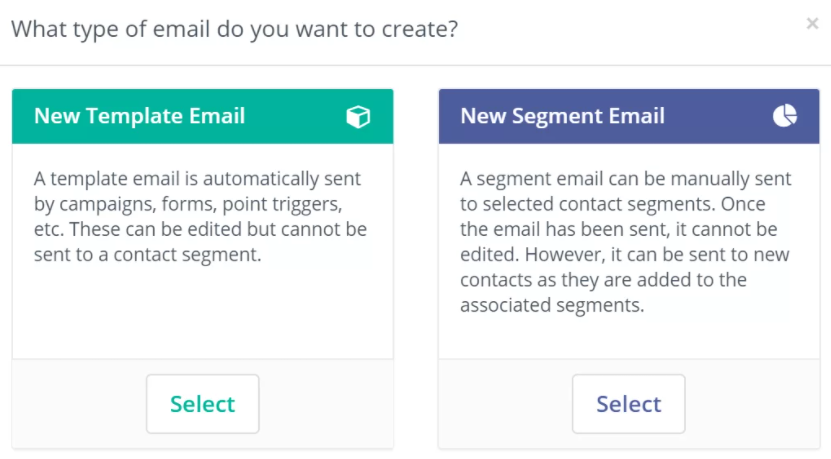 What type of email do you want to create?
×
New Template Email
A template email is automatically sent
by campaigns, forms, point triggers,
etc. These can be edited but cannot be
sent to a contact segment.
Select
New Segment Email
A segment email can be manually sent
to selected contact segments. Once
the email has been sent, it cannot be
edited. However, it can be sent to new
contacts as they are added to the
associated segments.
Select